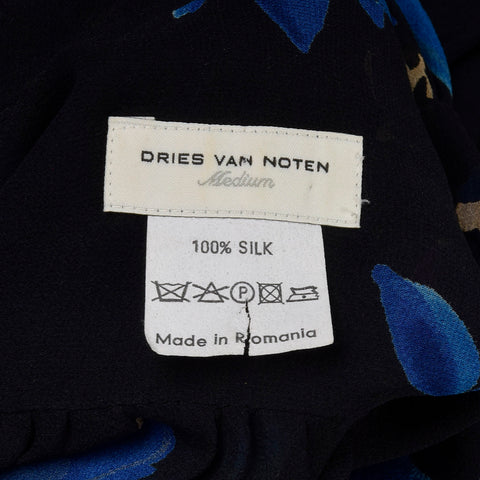 DRIES VAN NOTEN
Medium
100% SILK
P
Made in Romania